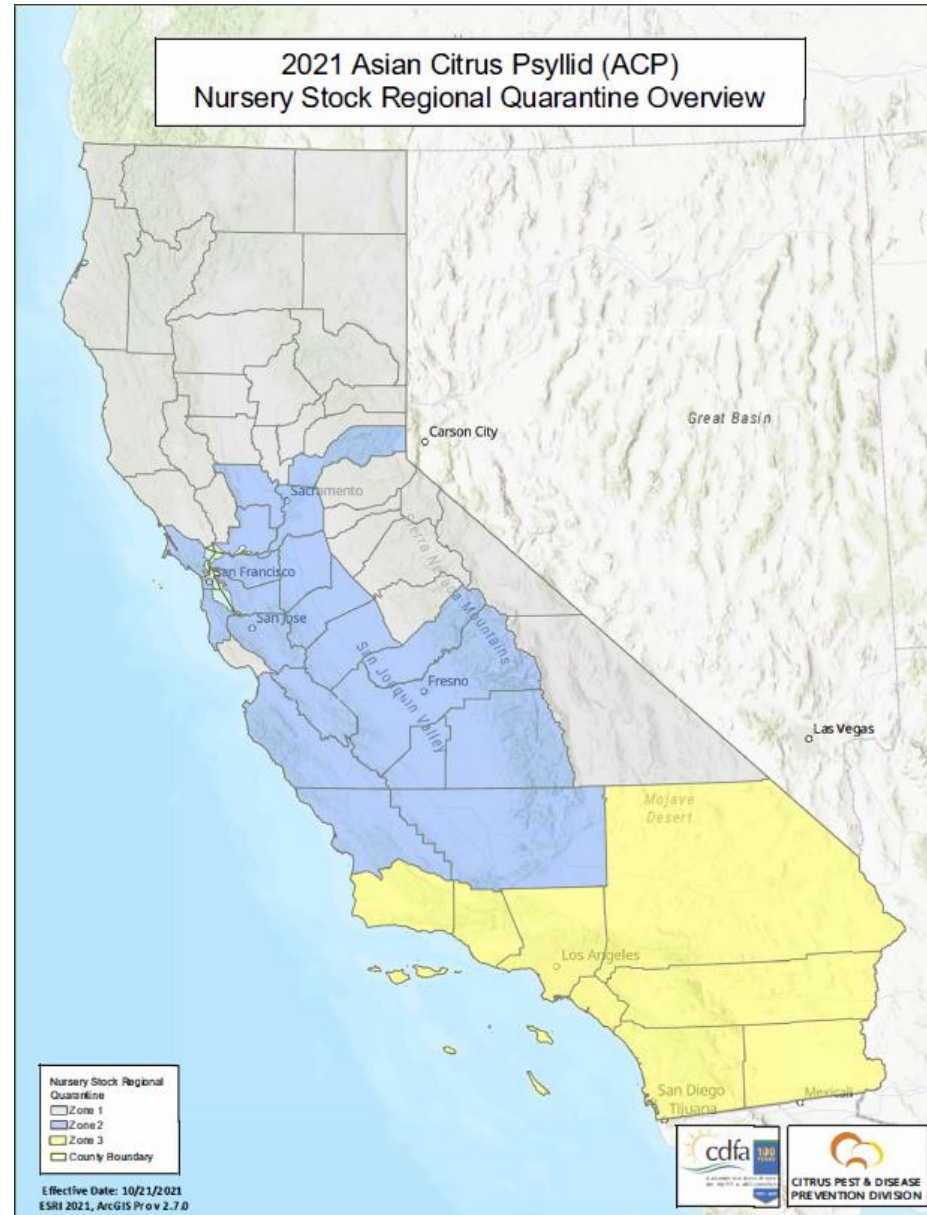 2021 Asian Citrus Psyllid (ACP)
Nursery Stock Regional Quarantine Overview
Great Basin
Carson City
Sacramento
Sierra Nevada Mountains
San Francisco
San Jose
San Joaquin Valley
Fresno
Las Vegas
Mojave
Desert
Los Angeles
San Diego
Tijuana
Mexicali
Nursery Stock Regional
Quarantine
Zone 1
Zone 2
Zone 3
County Boundary
Effective Date: 10/21/2021
ESRI 2021, ArcGIS Pro v 2.7.0
cdfa
100
YEARS
CITRUS PEST & DISEASE
PREVENTION DIVISION